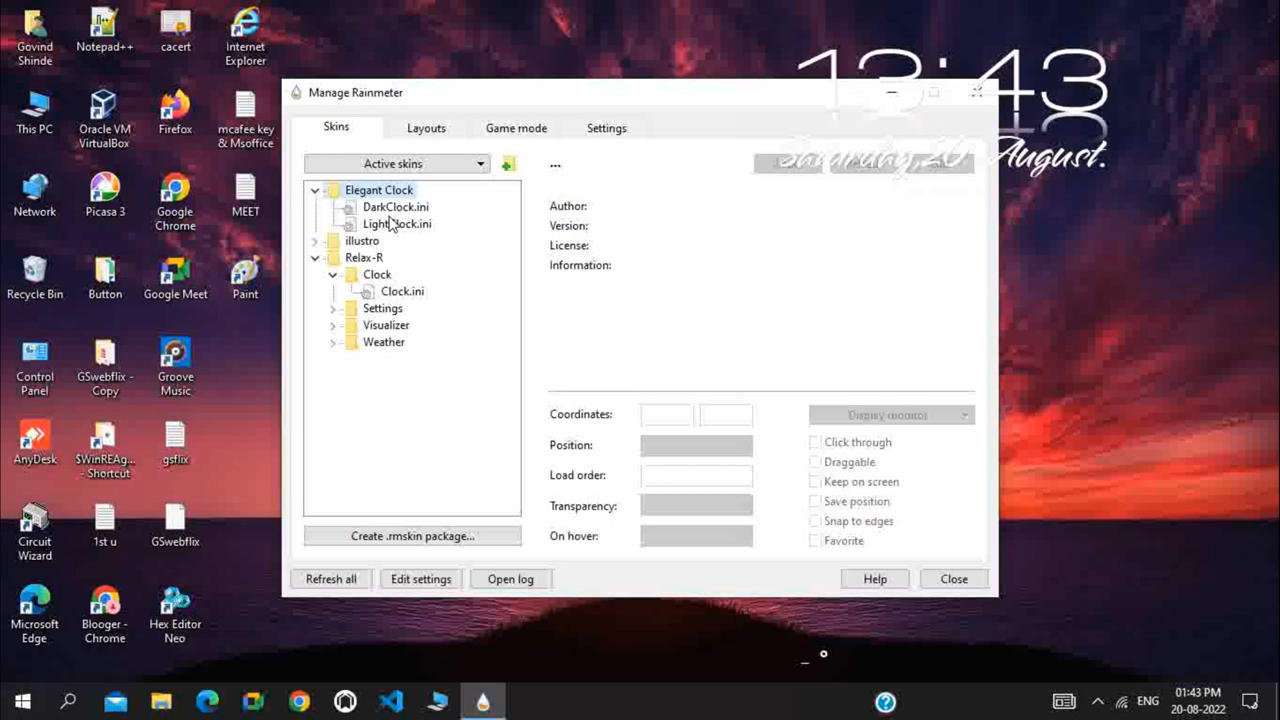 Govind
Shinde
Notepad++
cacert
Internet
Explorer
This PC
Oracle VM
VirtualBox
Firefox
mcafee key
& Msoffice
Network
Picasa 3
Google
Chrome
MEET
Recycle Bin
Button
Google Meet
Paint
Control
Panel
GSwebflix -
Copy
Groove
Music
AnyDesk
$WinREAg...
- Shortcut
gsflix
Circuit
Wizard
1st u
GSwebflix
Microsoft
Edge
Blooger -
Chrome
Hex Editor
Neo
13:43
Saturday, 20 August.
Manage Rainmeter
Skins
Layouts
Game mode
Settings
Active skins
...
Elegant Clock
DarkClock.ini
LightClock.ini
illustro
Relax-R
Clock
Clock.ini
Settings
Visualizer
Weather
Author:
Version:
License:
Information:
Coordinates:
Display monitor
Position:
Click through
Draggable
Load order:
Keep on screen
Save position
Transparency:
Snap to edges
On hover:
Favorite
Create .rmskin package...
Refresh all
Edit settings
Open log
Help
Close
ENG
01:43 PM
20-08-2022